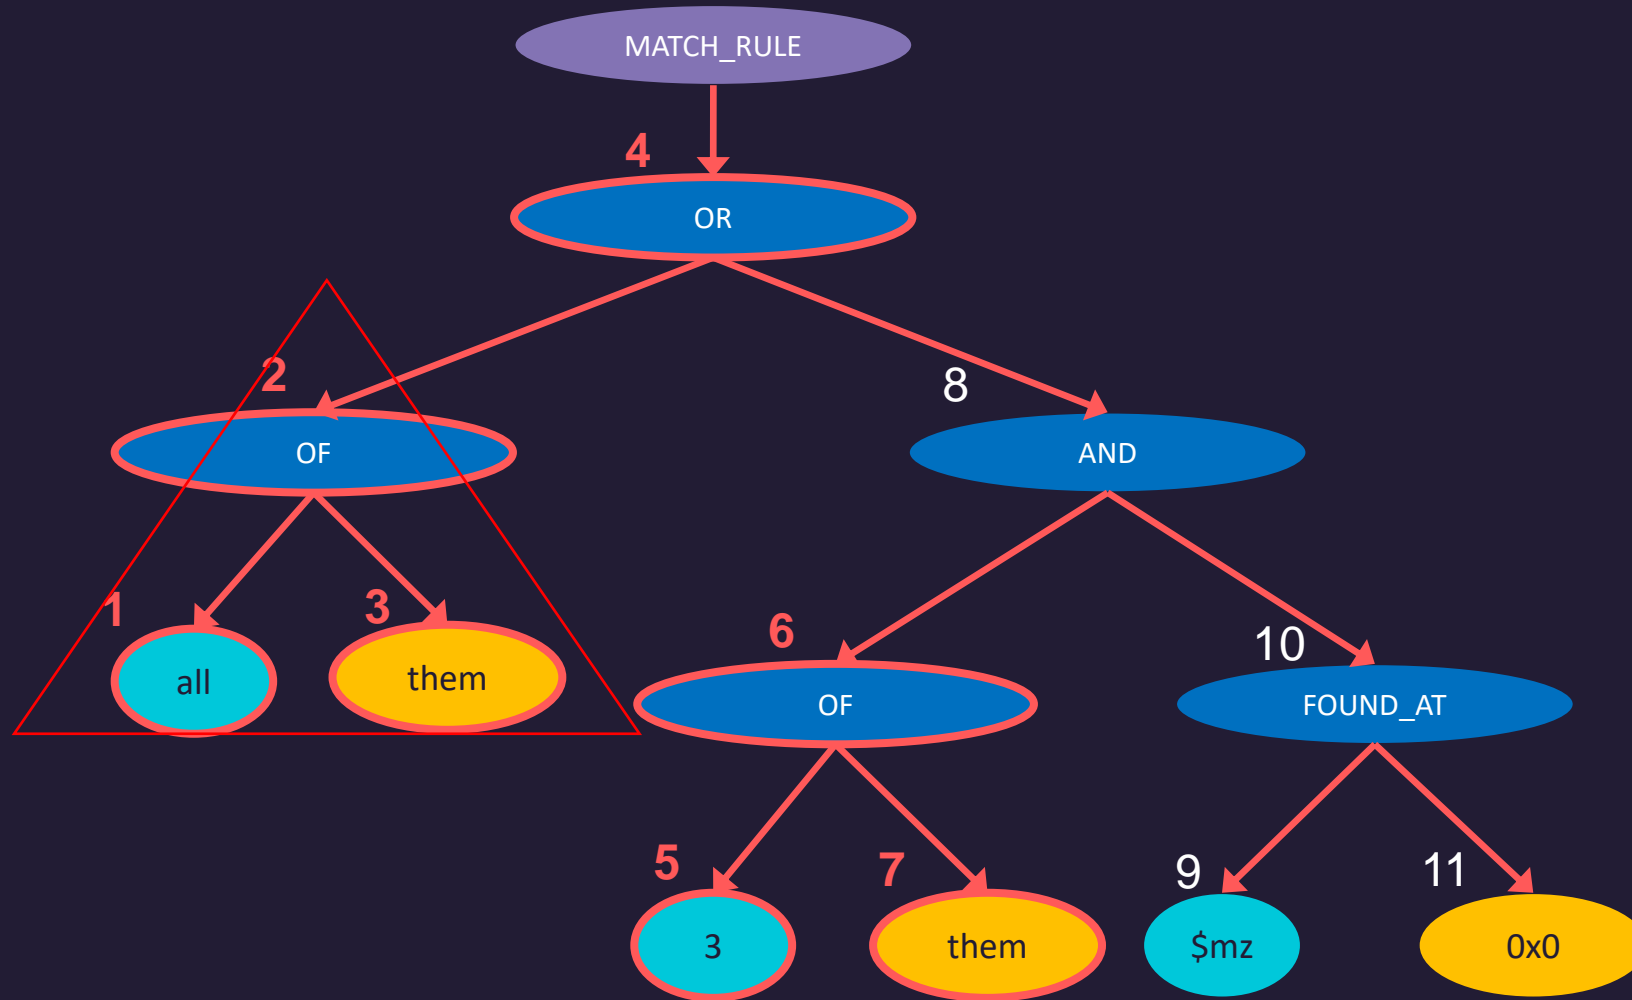 MATCH_RULE
4
OR
2
8
OF
AND
1
3
6
10
all
them
OF
FOUND_AT
5
7
9
11
3
them
$mz
0x0